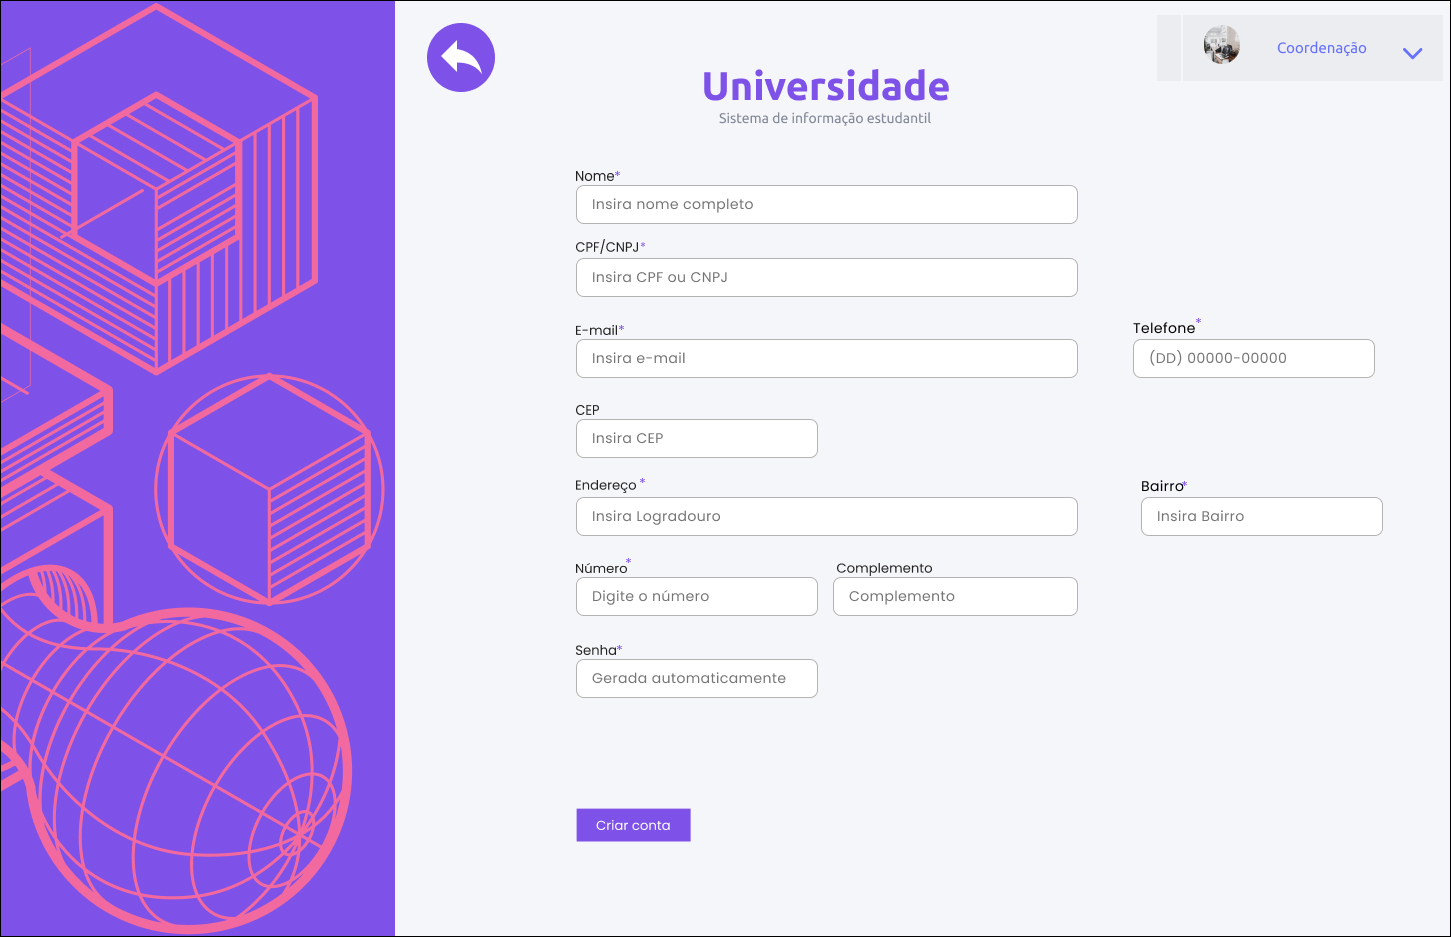 Coordenação
Universidade
Sistema de informação estudantil
Nome*
Insira nome completo
CPF/CNPJ*
Insira CPF ou CNPJ
E-mail*
Insira e-mail
Telefone*
(DD) 00000-00000
CEP
Insira CEP
Endereço *
Insira Logradouro
Bairro*
Insira Bairro
Número*
Digite o número
Complemento
Complemento
Senha*
Gerada automaticamente
Criar conta